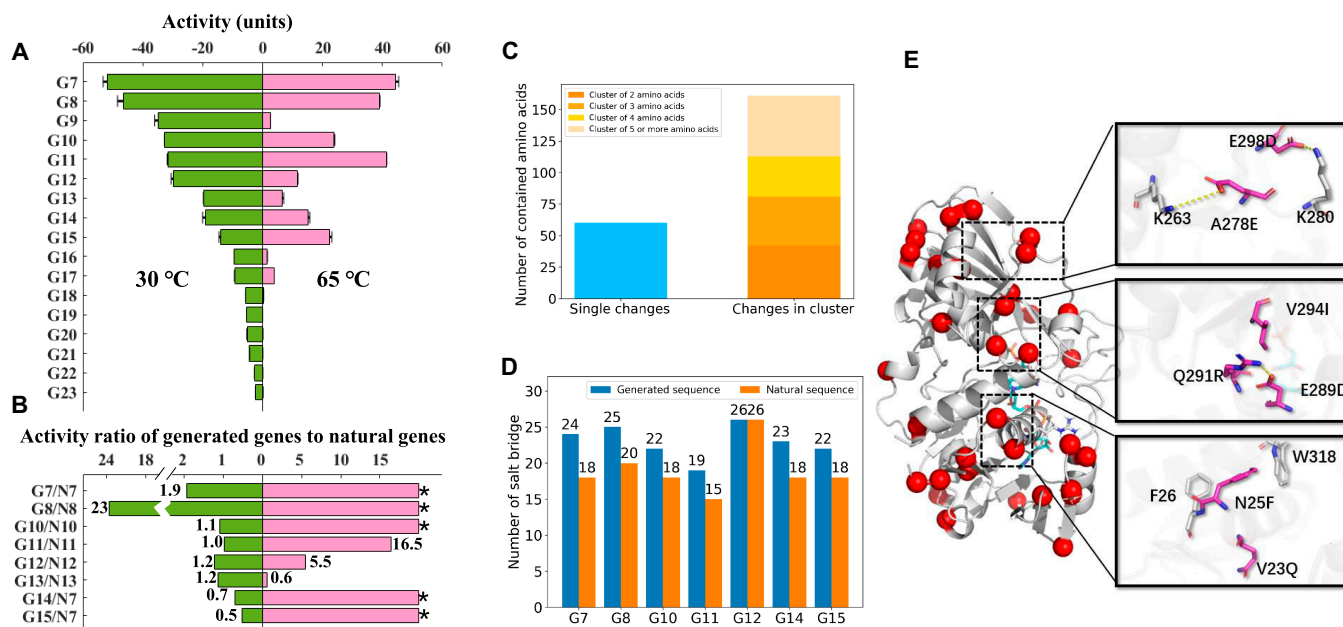 A
Activity (units)
-60 -40 -20 0 20 40 60
G7
G8
G9
G10
G11
G12
G13
G14
G15
G16
G17
G18
G19
G20
G21
G22
G23
30 °C
65 °C
B
Activity ratio of generated genes to natural genes
24 18 2 1 0 5 10 15
G7/N7 1.9 *
G8/N8 23 *
G10/N10 1.1 *
G11/N11 1.0 16.5
G12/N12 1.2 5.5
G13/N13 1.2 0.6
G14/N7 0.7 *
G15/N7 0.5 *
C
Number of contained amino acids
150
125
100
75
50
25
0
Cluster of 2 amino acids
Cluster of 3 amino acids
Cluster of 4 amino acids
Cluster of 5 or more amino acids
Single changes
Changes in cluster
D
Number of salt bridge
30
25
20
15
10
5
0
Generated sequence
Natural sequence
24 18
25 20
22 18
19 15
26 26
23 18
22 18
G7 G8 G10 G11 G12 G14 G15
E
E298D
K263
A278E
K280
V294I
Q291R
E289D
W318
F26
N25F
V23Q